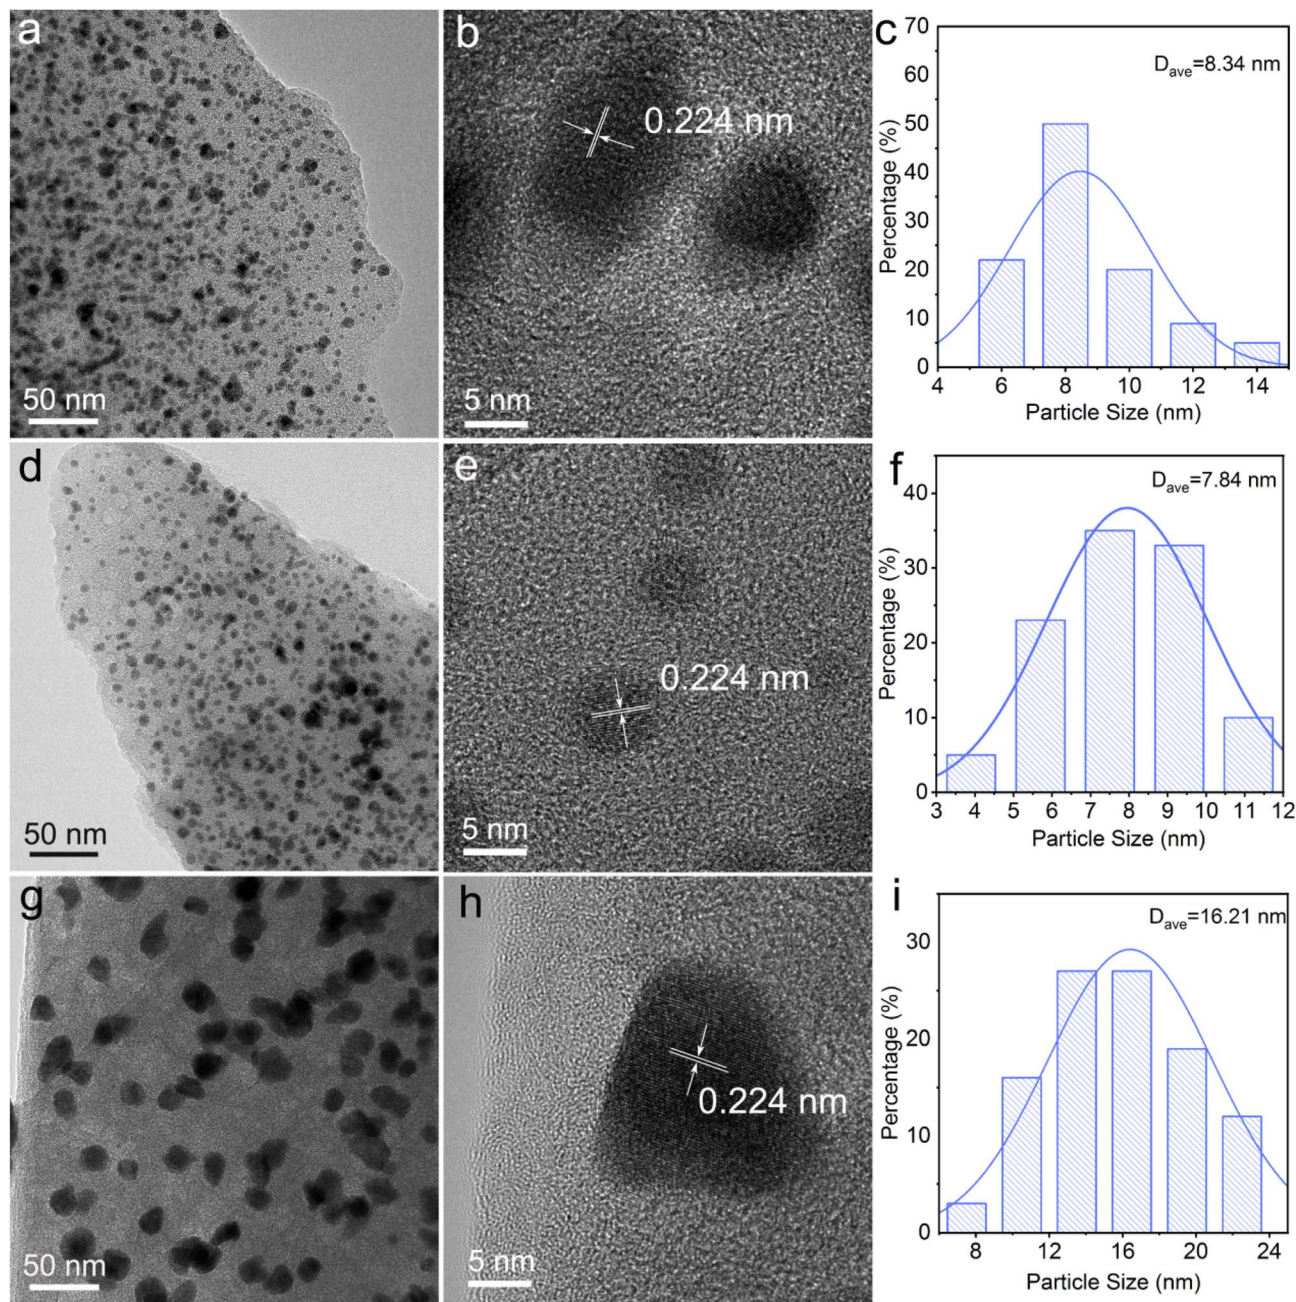 a
50 nm
b
0.224 nm
5 nm
c
70
60
50
40
30
20
10
0
Percentage (%)
Dave=8.34 nm
4 6 8 10 12 14
Particle Size (nm)
d
50 nm
e
0.224 nm
5 nm
f
40
30
20
10
0
Percentage (%)
Dave=7.84 nm
3 4 5 6 7 8 9 10 11 12
Particle Size (nm)
g
50 nm
h
0.224 nm
5 nm
i
30
20
10
0
Percentage (%)
Dave=16.21 nm
8 12 16 20 24
Particle Size (nm)